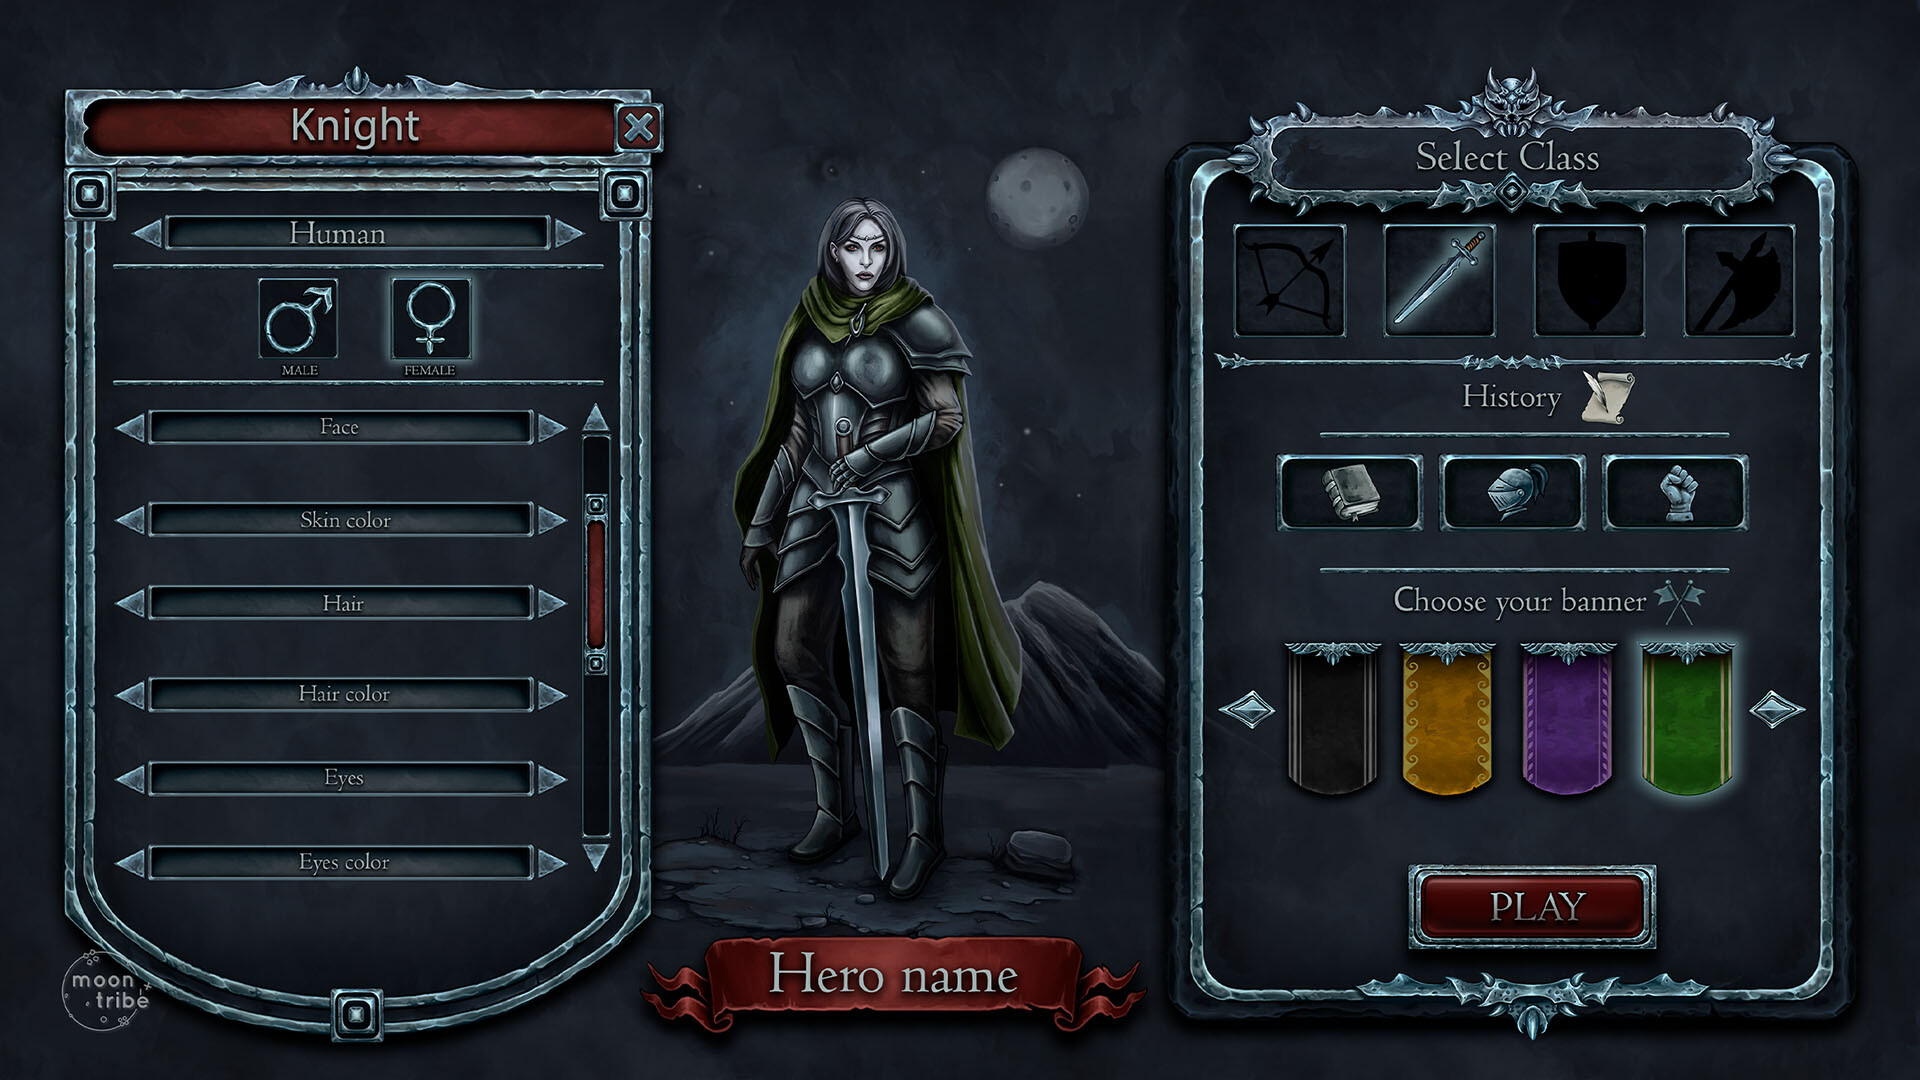 Knight
Human
MALE
FEMALE
Face
Skin color
Hair
Hair color
Eyes
Eyes color
moon
tribe
Hero name
Select Class
History
Choose your banner
PLAY